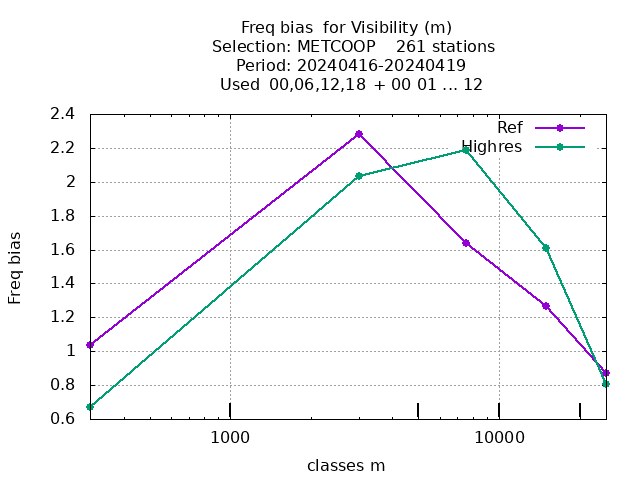 Freq bias  for Visibility (m)
Selection: METCOOP    261 stations
Period: 20240416-20240419
Used  00,06,12,18  + 00 01 ... 12
Ref
Highres
2.4
2.2
2
1.8
1.6
1.4
1.2
1
0.8
0.6
Freq bias
1000
10000
classes m